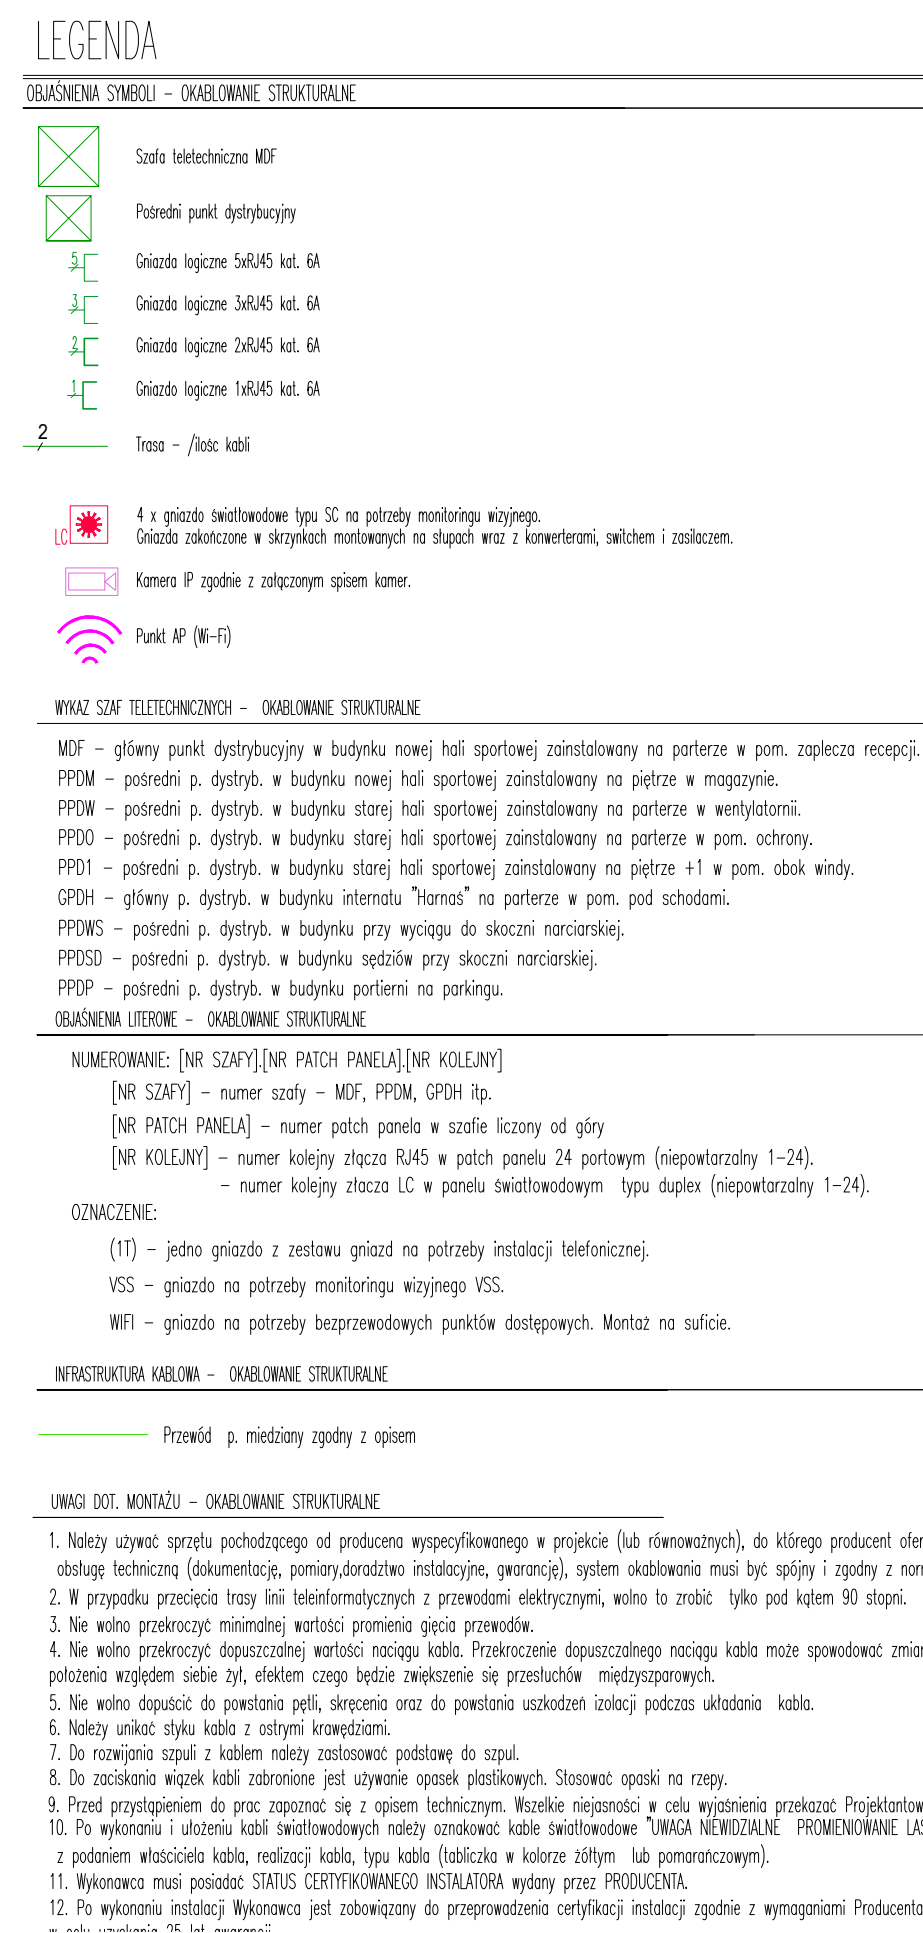 LEGENDA
OBJAŚNIENIA SYMBOLI – OKABLOWANIE STRUKTURALNE
Szafa teletechniczna MDF
Pośredni punkt dystrybucyjny
5 Gniazda logiczne 5xRJ45 kat. 6A
3 Gniazda logiczne 3xRJ45 kat. 6A
2 Gniazda logiczne 2xRJ45 kat. 6A
1 Gniazdo logiczne 1xRJ45 kat. 6A
2 Trasa – /ilośc kabli
4 x gniazdo światłowodowe typu SC na potrzeby monitoringu wizyjnego.
LC Gniazda zakończone w skrzynkach montowanych na słupach wraz z konwerterami, switchem i zasilaczem.
Kamera IP zgodnie z załączonym spisem kamer.
Punkt AP (Wi–Fi)
WYKAZ SZAF TELETECHNICZNYCH – OKABLOWANIE STRUKTURALNE
MDF – główny punkt dystrybucyjny w budynku nowej hali sportowej zainstalowany na parterze w pom. zaplecza recepcji.
PPDM – pośredni p. dystryb. w budynku nowej hali sportowej zainstalowany na piętrze w magazynie.
PPDW – pośredni p. dystryb. w budynku starej hali sportowej zainstalowany na parterze w wentylatornii.
PPD0 – pośredni p. dystryb. w budynku starej hali sportowej zainstalowany na parterze w pom. ochrony.
PPD1 – pośredni p. dystryb. w budynku starej hali sportowej zainstalowany na piętrze +1 w pom. obok windy.
GPDH – główny p. dystryb. w budynku internatu "Harnaś" na parterze w pom. pod schodami.
PPDWS – pośredni p. dystryb. w budynku przy wyciągu do skoczni narciarskiej.
PPDSD – pośredni p. dystryb. w budynku sędziów przy skoczni narciarskiej.
PPDP – pośredni p. dystryb. w budynku portierni na parkingu.
OBJAŚNIENIA LITEROWE – OKABLOWANIE STRUKTURALNE
NUMEROWANIE: [NR SZAFY].[NR PATCH PANELA].[NR KOLEJNY]
[NR SZAFY] – numer szafy – MDF, PPDM, GPDH itp.
[NR PATCH PANELA] – numer patch panela w szafie liczony od góry
[NR KOLEJNY] – numer kolejny złącza RJ45 w patch panelu 24 portowym (niepowtarzalny 1–24).
– numer kolejny złacza LC w panelu światłowodowym typu duplex (niepowtarzalny 1–24).
OZNACZENIE:
(1T) – jedno gniazdo z zestawu gniazd na potrzeby instalacji telefonicznej.
VSS – gniazdo na potrzeby monitoringu wizyjnego VSS.
WIFI – gniazdo na potrzeby bezprzewodowych punktów dostępowych. Montaż na suficie.
INFRASTRUKTURA KABLOWA – OKABLOWANIE STRUKTURALNE
Przewód p. miedziany zgodny z opisem
UWAGI DOT. MONTAŻU – OKABLOWANIE STRUKTURALNE
1. Należy używać sprzętu pochodzącego od producena wyspecyfikowanego w projekcie (lub równoważnych), do którego producent ofer
obsługę techniczną (dokumentację, pomiary,doradztwo instalacyjne, gwarancję), system okablowania musi być spójny i zgodny z nor
2. W przypadku przecięcia trasy linii teleinformatycznych z przewodami elektrycznymi, wolno to zrobić tylko pod kątem 90 stopni.
3. Nie wolno przekroczyć minimalnej wartości promienia gięcia przewodów.
4. Nie wolno przekroczyć dopuszczalnej wartości naciągu kabla. Przekroczenie dopuszczalnego naciągu kabla może spowodować zmian
położenia względem siebie żył, efektem czego będzie zwiększenie się przesłuchów międzyszparowych.
5. Nie wolno dopuścić do powstania pętli, skręcenia oraz do powstania uszkodzeń izolacji podczas układania kabla.
6. Należy unikać styku kabla z ostrymi krawędziami.
7. Do rozwijania szpuli z kablem należy zastosować podstawę do szpul.
8. Do zaciskania wiązek kabli zabronione jest używanie opasek plastikowych. Stosować opaski na rzepy.
9. Przed przystąpieniem do prac zapoznać się z opisem technicznym. Wszelkie niejasności w celu wyjaśnienia przekazać Projektantow
10. Po wykonaniu i ułożeniu kabli światłowodowych należy oznakować kable światłowodowe "UWAGA NIEWIDZIALNE PROMIENIOWANIE LAS
z podaniem właściciela kabla, realizacji kabla, typu kabla (tabliczka w kolorze żółtym lub pomarańczowym).
11. Wykonawca musi posiadać STATUS CERTYFIKOWANEGO INSTALATORA wydany przez PRODUCENTA.
12. Po wykonaniu instalacji Wykonawca jest zobowiązany do przeprowadzenia certyfikacji instalacji zgodnie z wymaganiami Producenta
w celu uzyskania 25 lat gwarancji